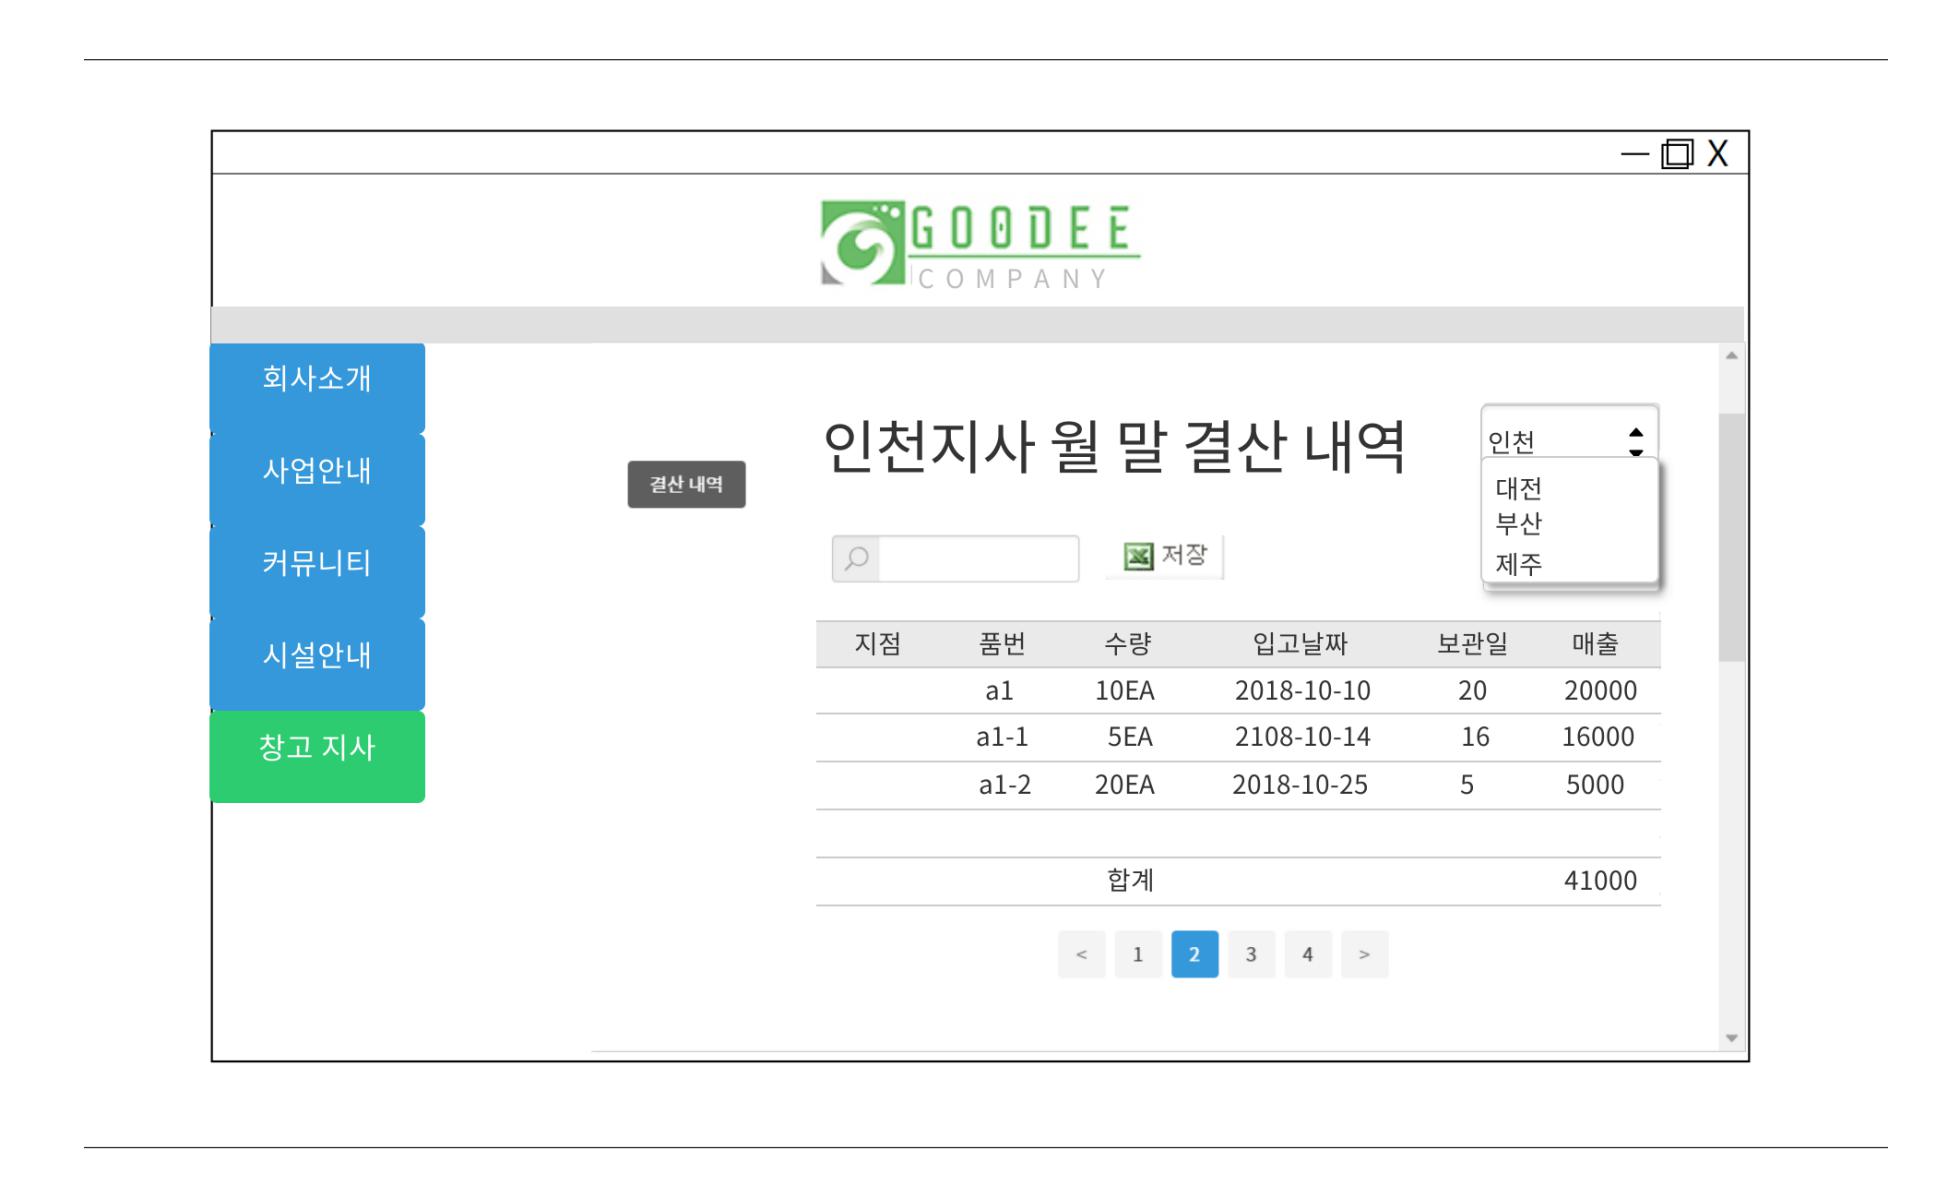 X
GOODEE
COMPANY
회사소개
사업안내
커뮤니티
시설안내
창고 지사
결산 내역
인천지사 월 말 결산 내역
인천
대전
부산
제주
저장
지점 품번 수량 입고날짜 보관일 매출
a1 10EA 2018-10-10 20 20000
a1-1 5EA 2108-10-14 16 16000
a1-2 20EA 2018-10-25 5 5000
합계 41000
< 1 2 3 4 >